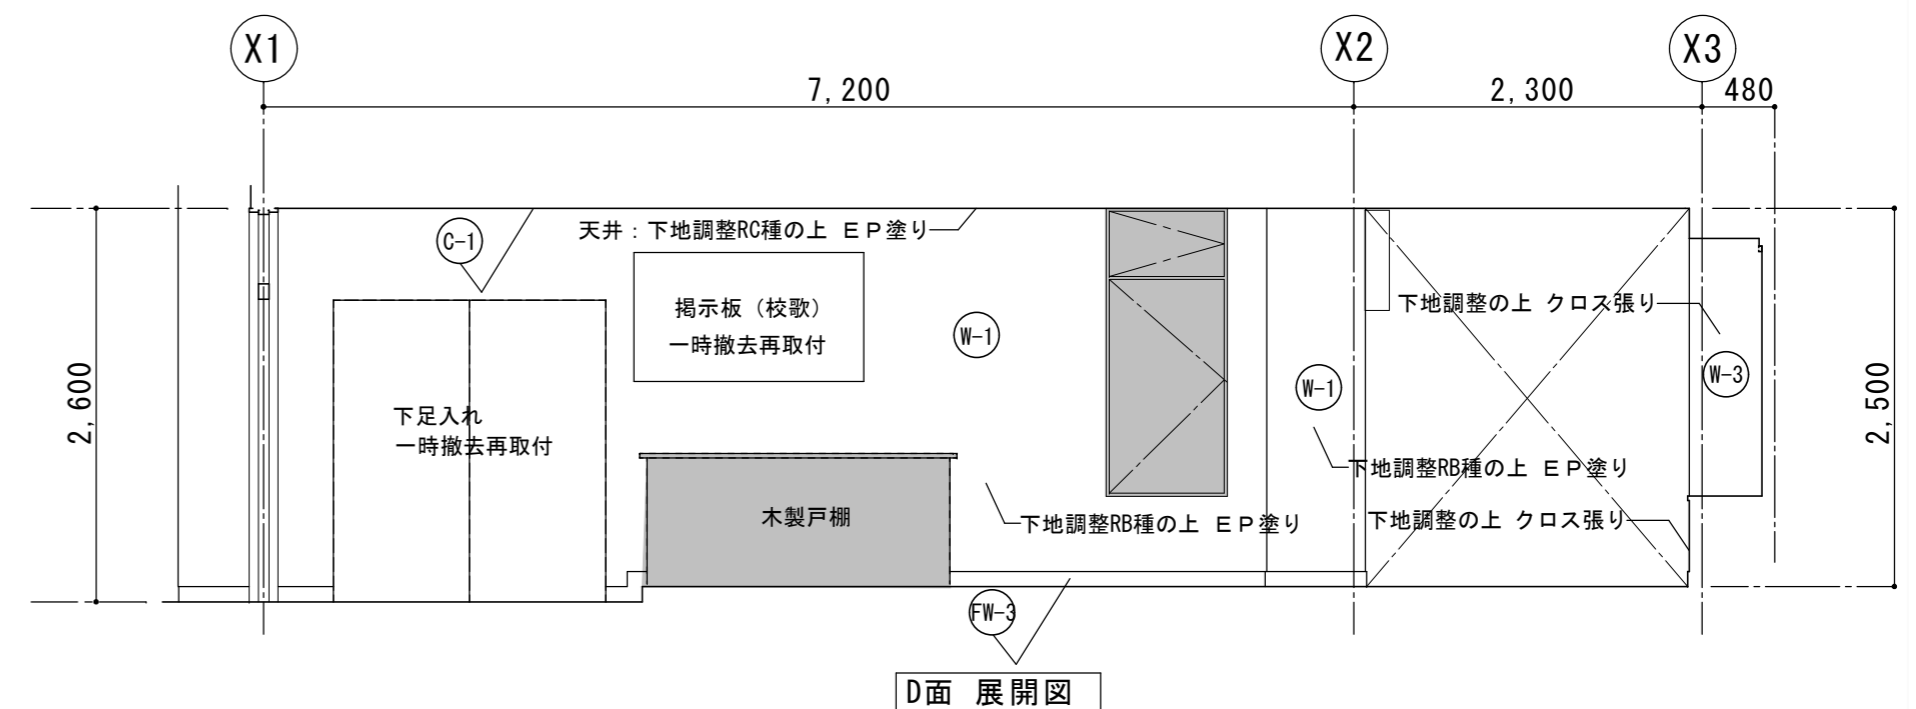 X1
X2
X3
7,200
2,300
480
C-1
天井：下地調整RC種の上 ＥＰ塗り
掲示板（校歌）
一時撤去再取付
W-1
下地調整の上 クロス張り
W-3
W-1
2,600
2,500
下足入れ
一時撤去再取付
下地調整RB種の上 ＥＰ塗り
木製戸棚
下地調整RB種の上 ＥＰ塗り
下地調整の上 クロス張り
FW-3
D面 展開図